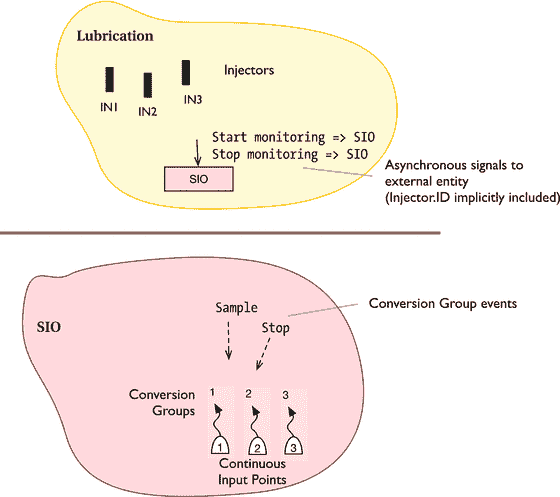 Lubrication
Injectors
IN1
IN2
IN3
Start monitoring => SIO
Stop monitoring => SIO
SIO
Asynchronous signals to
external entity
(Injector.ID implicitly included)
SIO
Sample
Stop
Conversion Group events
Conversion
Groups
1 2 3
1 2 3
Continuous
Input Points